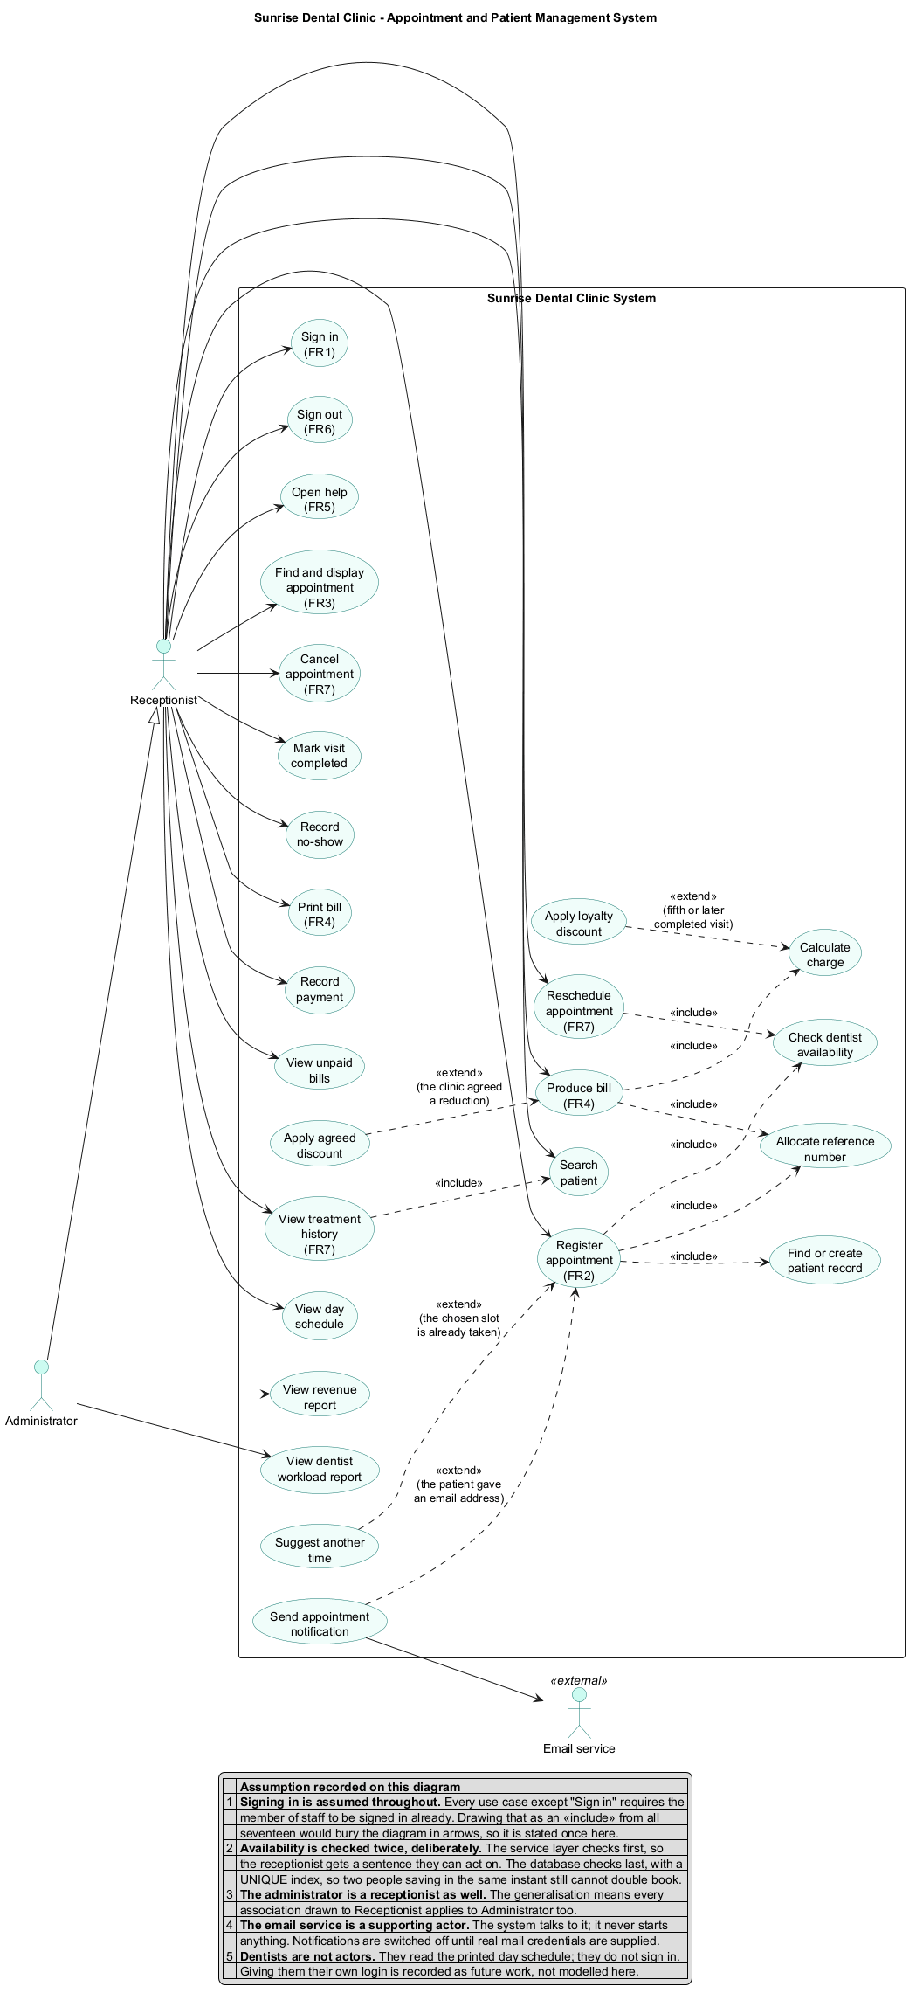 Sunrise Dental Clinic - Appointment and Patient Management System
Sunrise Dental Clinic System
Sign in
(FR1)
Sign out
(FR6)
Open help
(FR5)
Find and display
appointment
(FR3)
Receptionist
Cancel
appointment
(FR7)
Mark visit
completed
Record
no-show
Print bill
(FR4)
Record
payment
View unpaid
bills
Apply agreed
discount
View treatment
history
(FR7)
View day
schedule
Administrator
View revenue
report
View dentist
workload report
Suggest another
time
Send appointment
notification
«extend»
(the clinic agreed
a reduction)
«include»
«extend»
(the chosen slot
is already taken)
«extend»
(the patient gave
an email address)
Apply loyalty
discount
Reschedule
appointment
(FR7)
Produce bill
(FR4)
Search
patient
Register
appointment
(FR2)
«extend»
(fifth or later
completed visit)
«include»
«include»
«include»
«include»
«include»
«include»
Calculate
charge
Check dentist
availability
Allocate reference
number
Find or create
patient record
«external»
Email service
Assumption recorded on this diagram
1 Signing in is assumed throughout. Every use case except "Sign in" requires the
member of staff to be signed in already. Drawing that as an «include» from all
seventeen would bury the diagram in arrows, so it is stated once here.
2 Availability is checked twice, deliberately. The service layer checks first, so
the receptionist gets a sentence they can act on. The database checks last, with a
UNIQUE index, so two people saving in the same instant still cannot double book.
3 The administrator is a receptionist as well. The generalisation means every
association drawn to Receptionist applies to Administrator too.
4 The email service is a supporting actor. The system talks to it; it never starts
anything. Notifications are switched off until real mail credentials are supplied.
5 Dentists are not actors. They read the printed day schedule; they do not sign in.
Giving them their own login is recorded as future work, not modelled here.